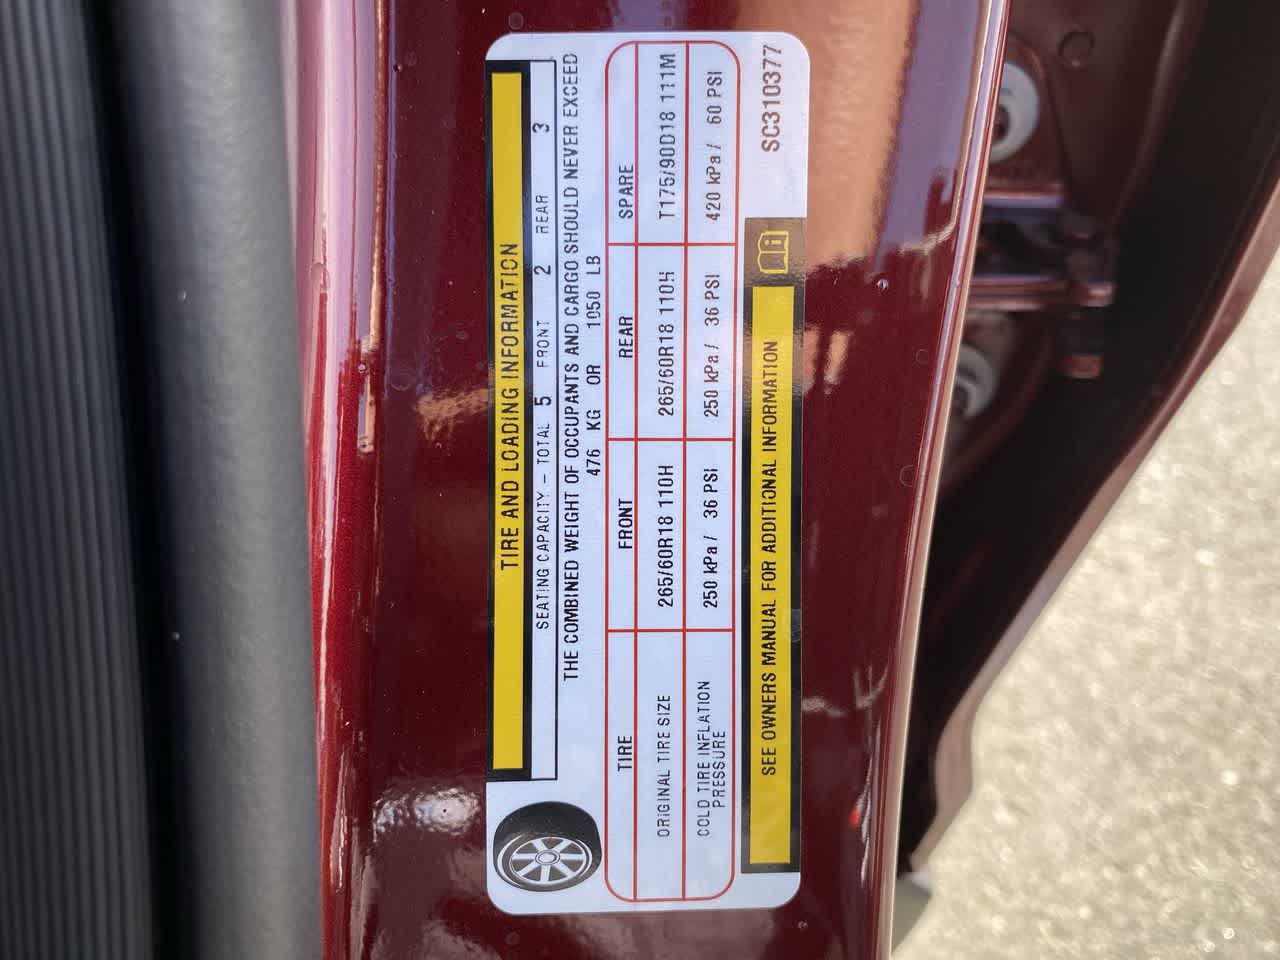 TIRE AND LOADING INFORMATION
SEATING CAPACITY – TOTAL 5 FRONT 2 REAR 3
THE COMBINED WEIGHT OF OCCUPANTS AND CARGO SHOULD NEVER EXCEED
476 KG OR 1050 LB
TIRE FRONT REAR SPARE
ORIGINAL TIRE SIZE 265/60R18 110H 265/60R18 110H T175/90D18 111M
COLD TIRE INFLATION
PRESSURE 250 kPa / 36 PSI 250 kPa / 36 PSI 420 kPa / 60 PSI
SEE OWNERS MANUAL FOR ADDITIONAL INFORMATION
SC310377